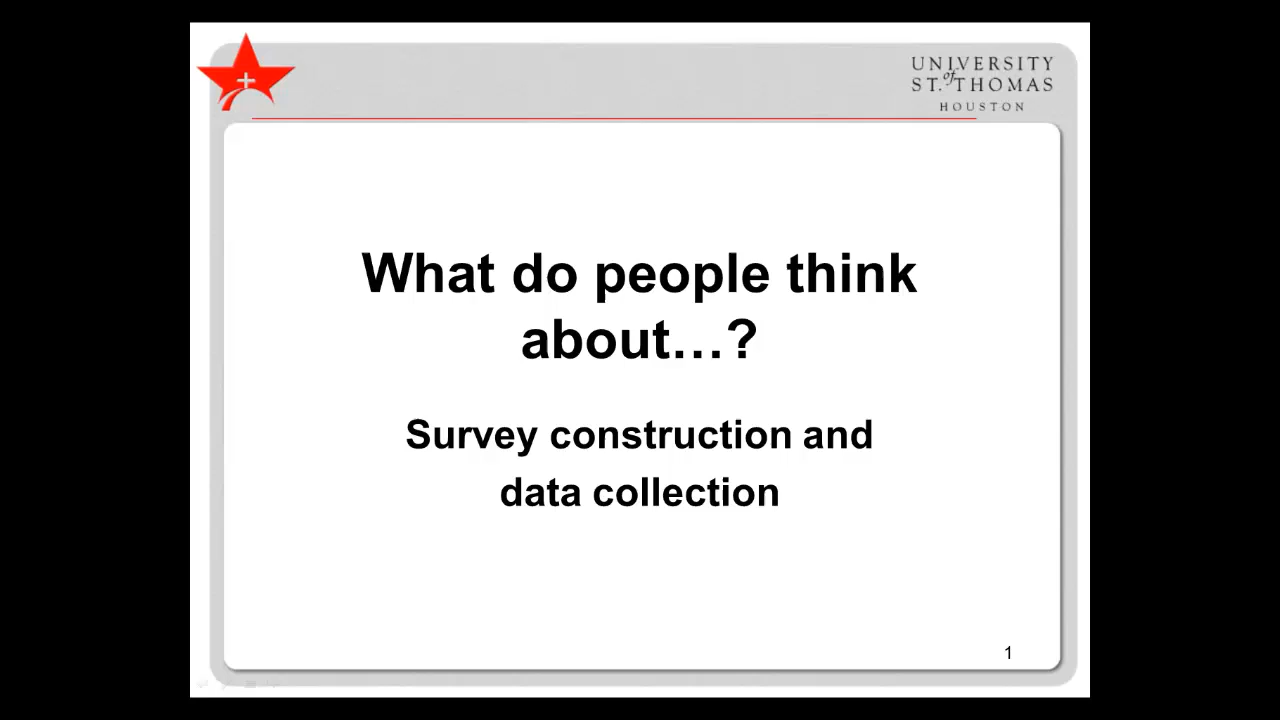 UNIVERSITY
of
ST. THOMAS
HOUSTON
What do people think
about…?
Survey construction and
data collection
1